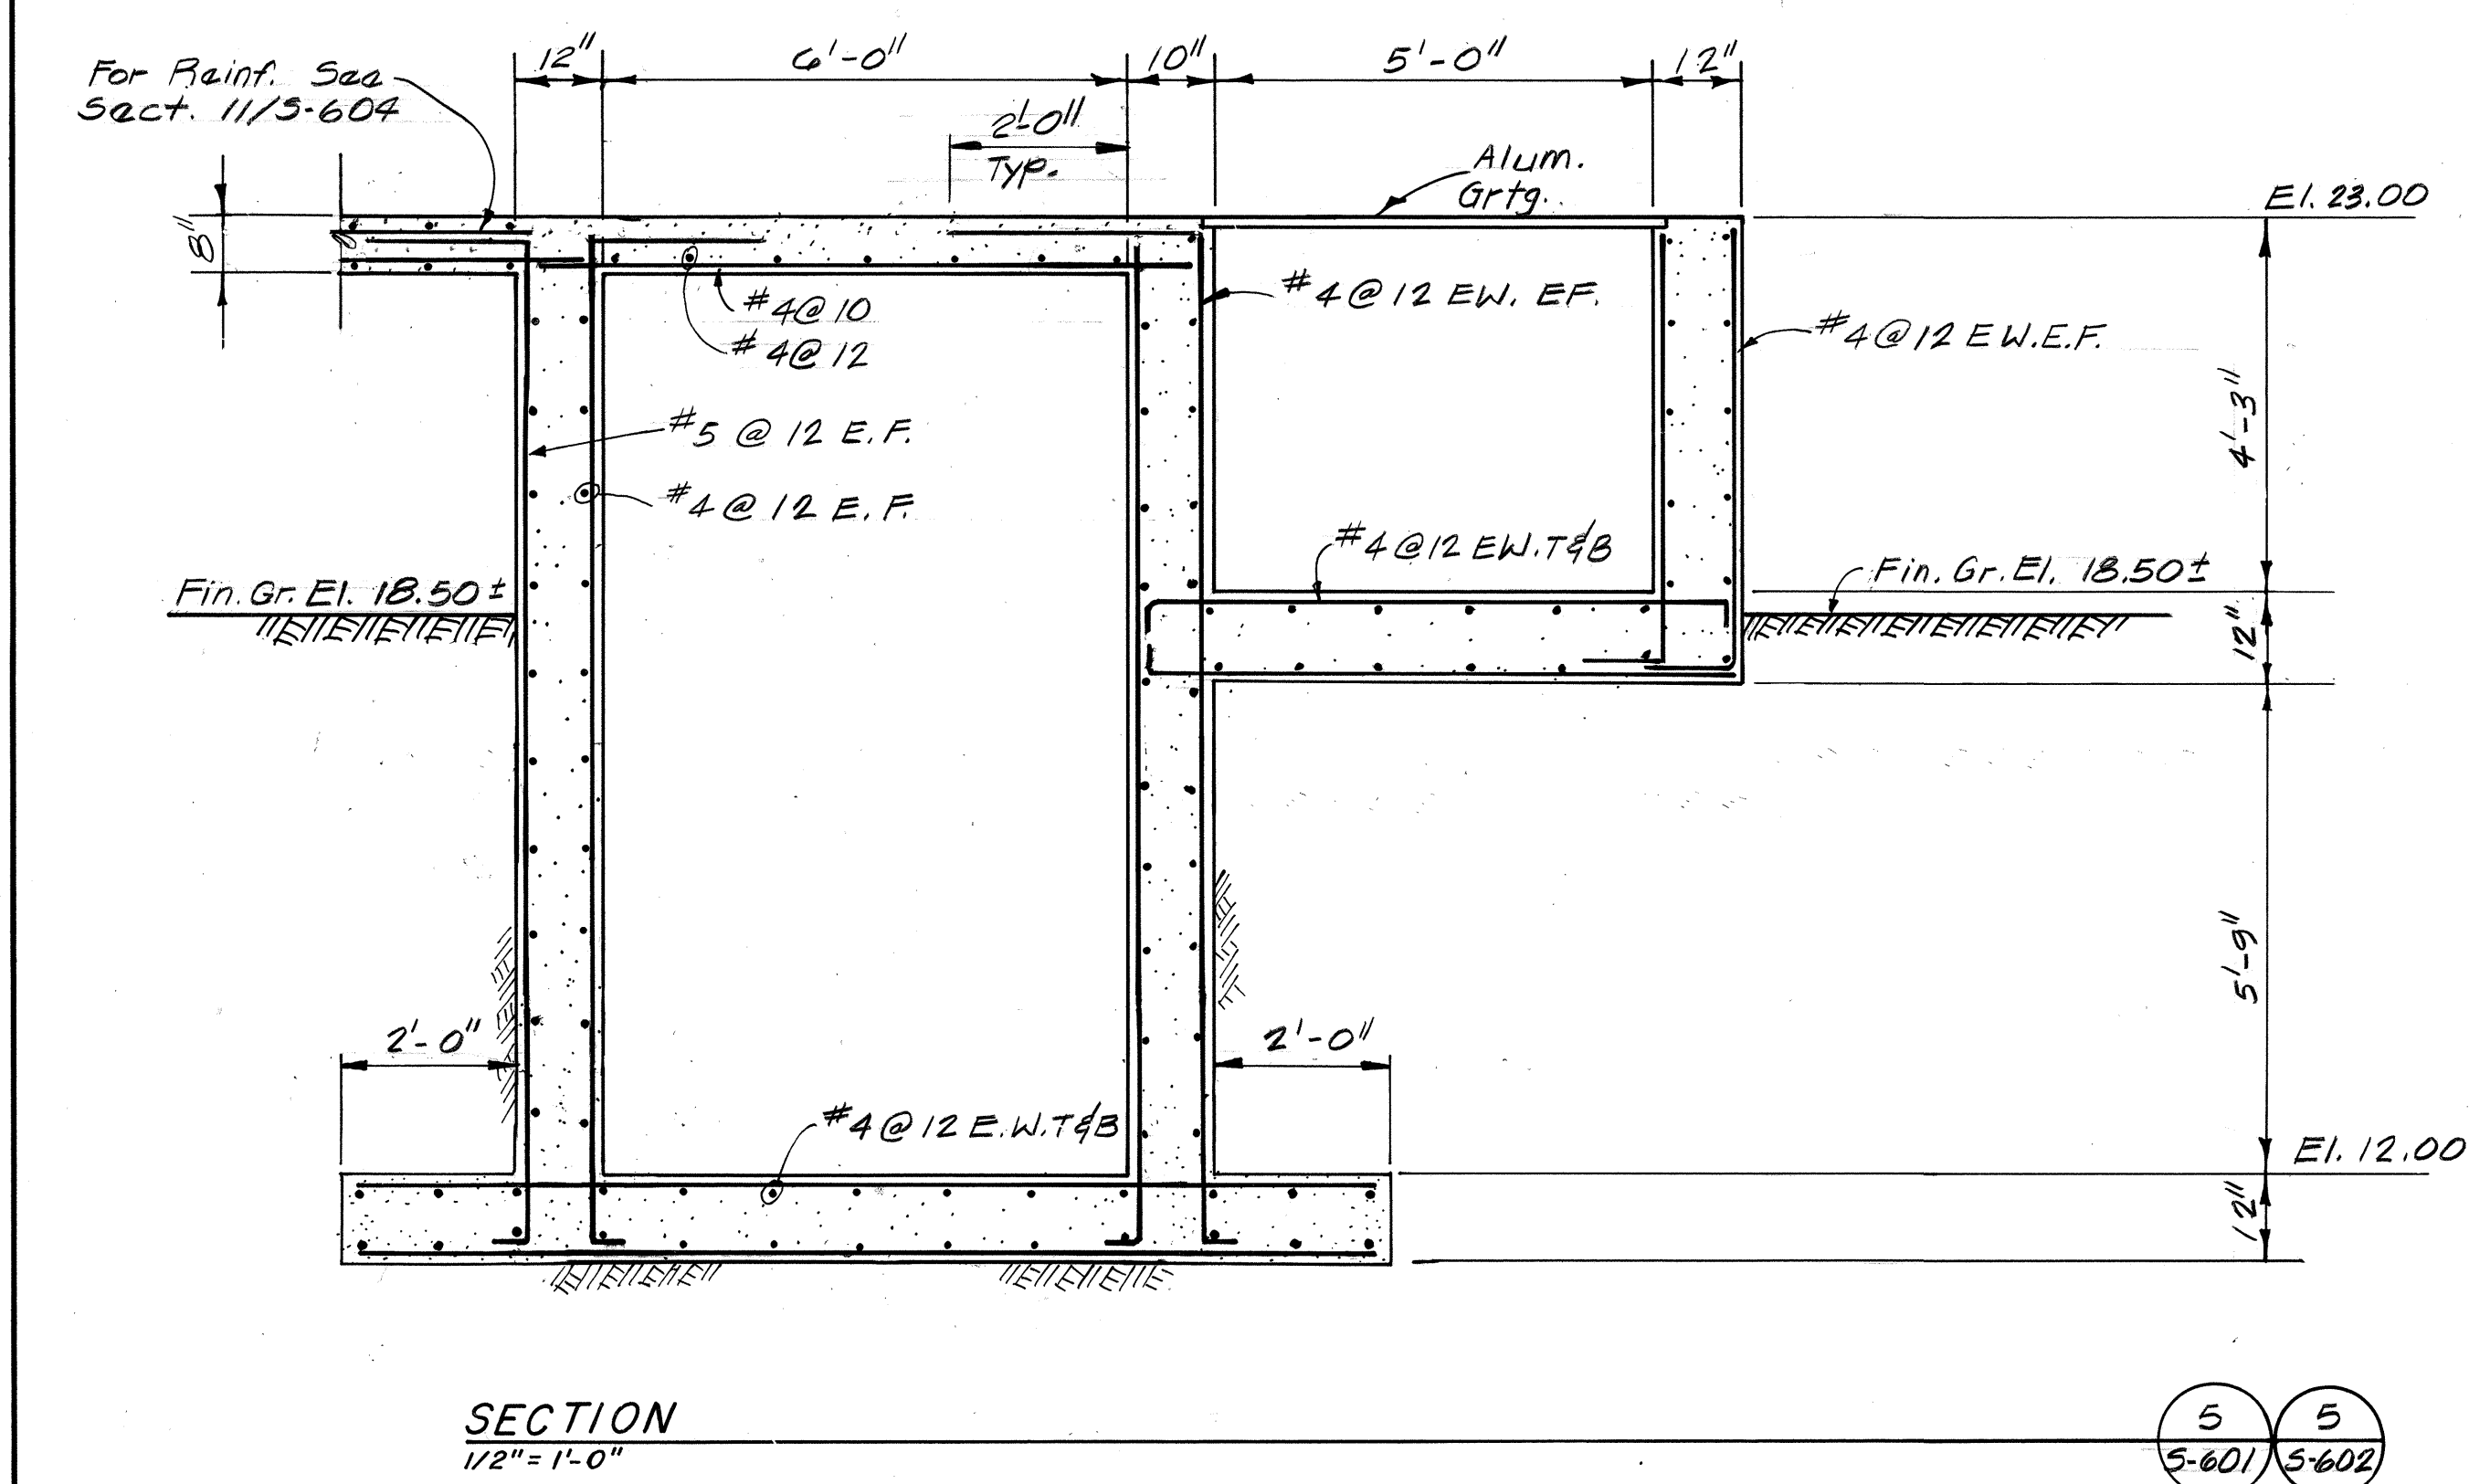 12" 6'-0" 10" 5'-0" 12"
For Reinf. See
Sect. 11/S-604
2'-0"
Typ.
Alum.
Grtg.
El. 23.00
8"
#4@10
#4@12
#4@12 EW. EF.
#4@12 E.W.E.F.
#5 @ 12 E.F.
#4 @ 12 E.F.
4'-3"
#4@12 EW.T&B
Fin. Gr. El. 18.50±
Fin. Gr. El. 18.50±
12"
5'-9"
2'-0"
2'-0"
#4@12 E.W.T&B
El. 12.00
12"
SECTION
1/2" = 1'-0"
5
S-601
5
S-602